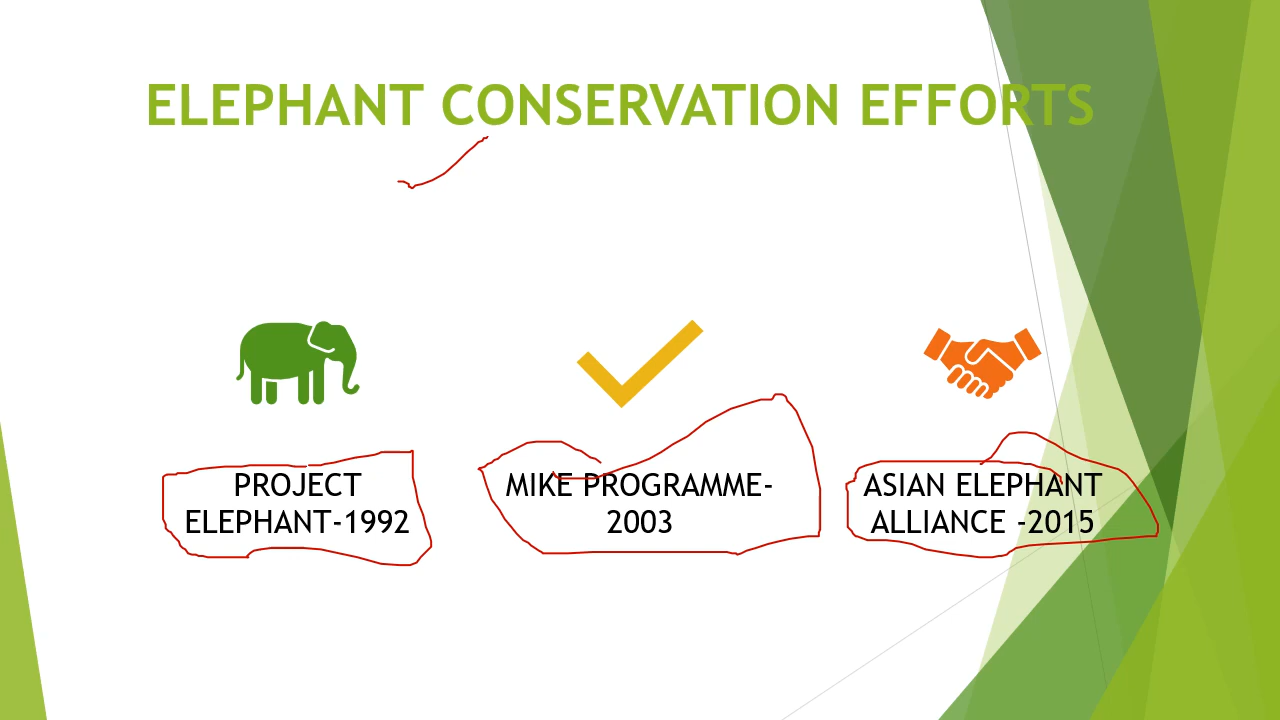 ELEPHANT CONSERVATION EFFORTS
PROJECT
ELEPHANT-1992
MIKE PROGRAMME-
2003
ASIAN ELEPHANT
ALLIANCE -2015